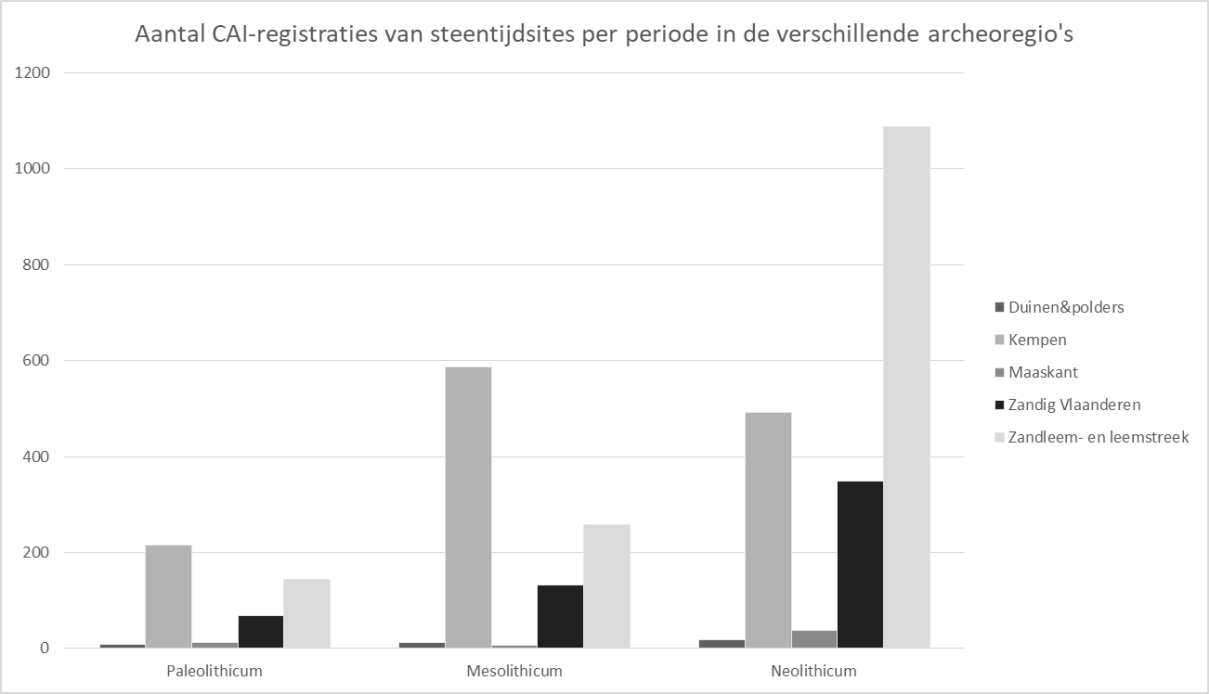 Aantal CAI-registraties van steentijdsites per periode in de verschillende archeoregio's
1200
1000
800
600
400
200
0
Paleolithicum
Mesolithicum
Neolithicum
Duinen&polders
Kempen
Maaskant
Zandig Vlaanderen
Zandleem- en leemstreek